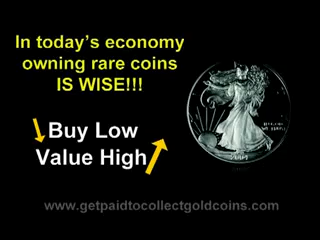 In today's economy
owning rare coins
IS WISE!!!
Buy Low
Value High
www.getpaidtocollectgoldcoins.com